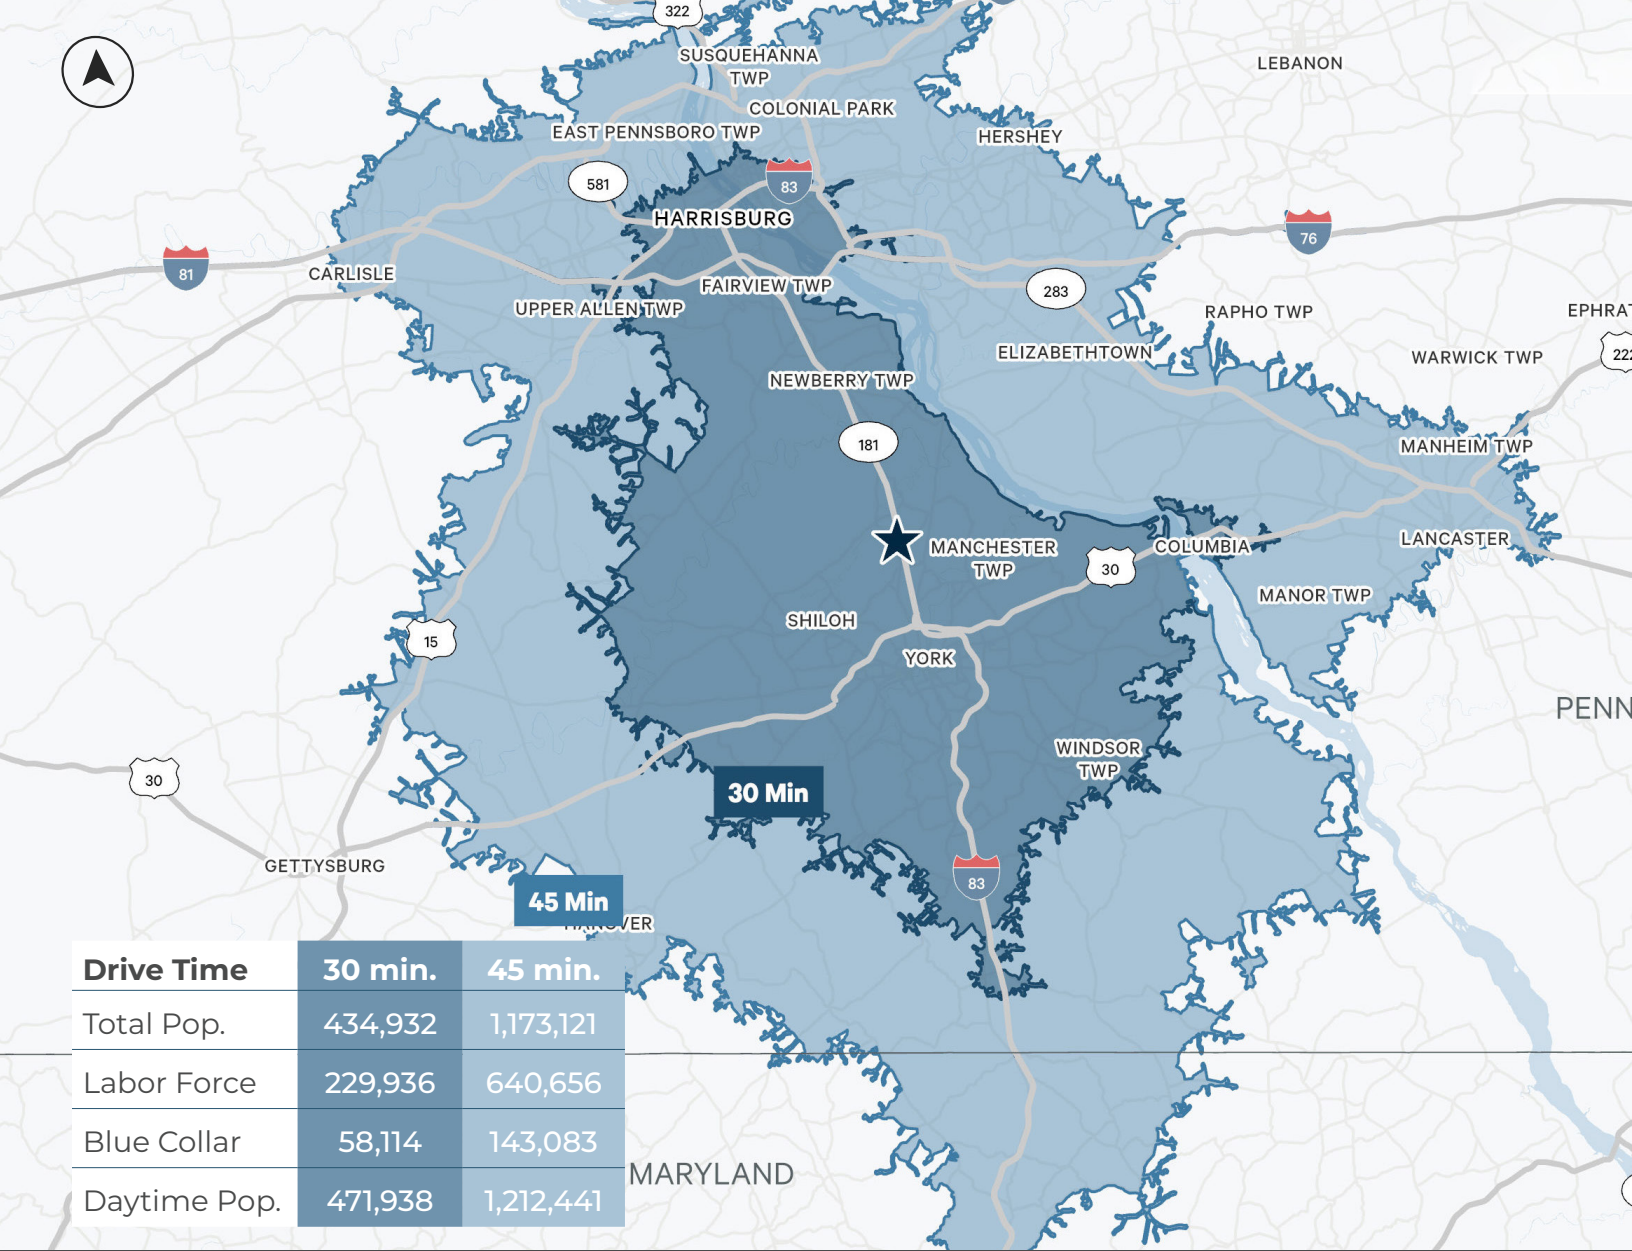 322
SUSQUEHANNA
TWP
LEBANON
COLONIAL PARK
EAST PENNSBORO TWP
HERSHEY
581
83
HARRISBURG
76
81
CARLISLE
FAIRVIEW TWP
283
UPPER ALLEN TWP
RAPHO TWP
EPHRAT
ELIZABETHTOWN
WARWICK TWP
222
NEWBERRY TWP
181
MANHEIM TWP
MANCHESTER
TWP
COLUMBIA
LANCASTER
30
MANOR TWP
SHILOH
15
YORK
PENN
WINDSOR
TWP
30
30 Min
GETTYSBURG
83
45 Min
HANOVER
Drive Time 30 min. 45 min.
Total Pop. 434,932 1,173,121
Labor Force 229,936 640,656
Blue Collar 58,114 143,083
Daytime Pop. 471,938 1,212,441
MARYLAND